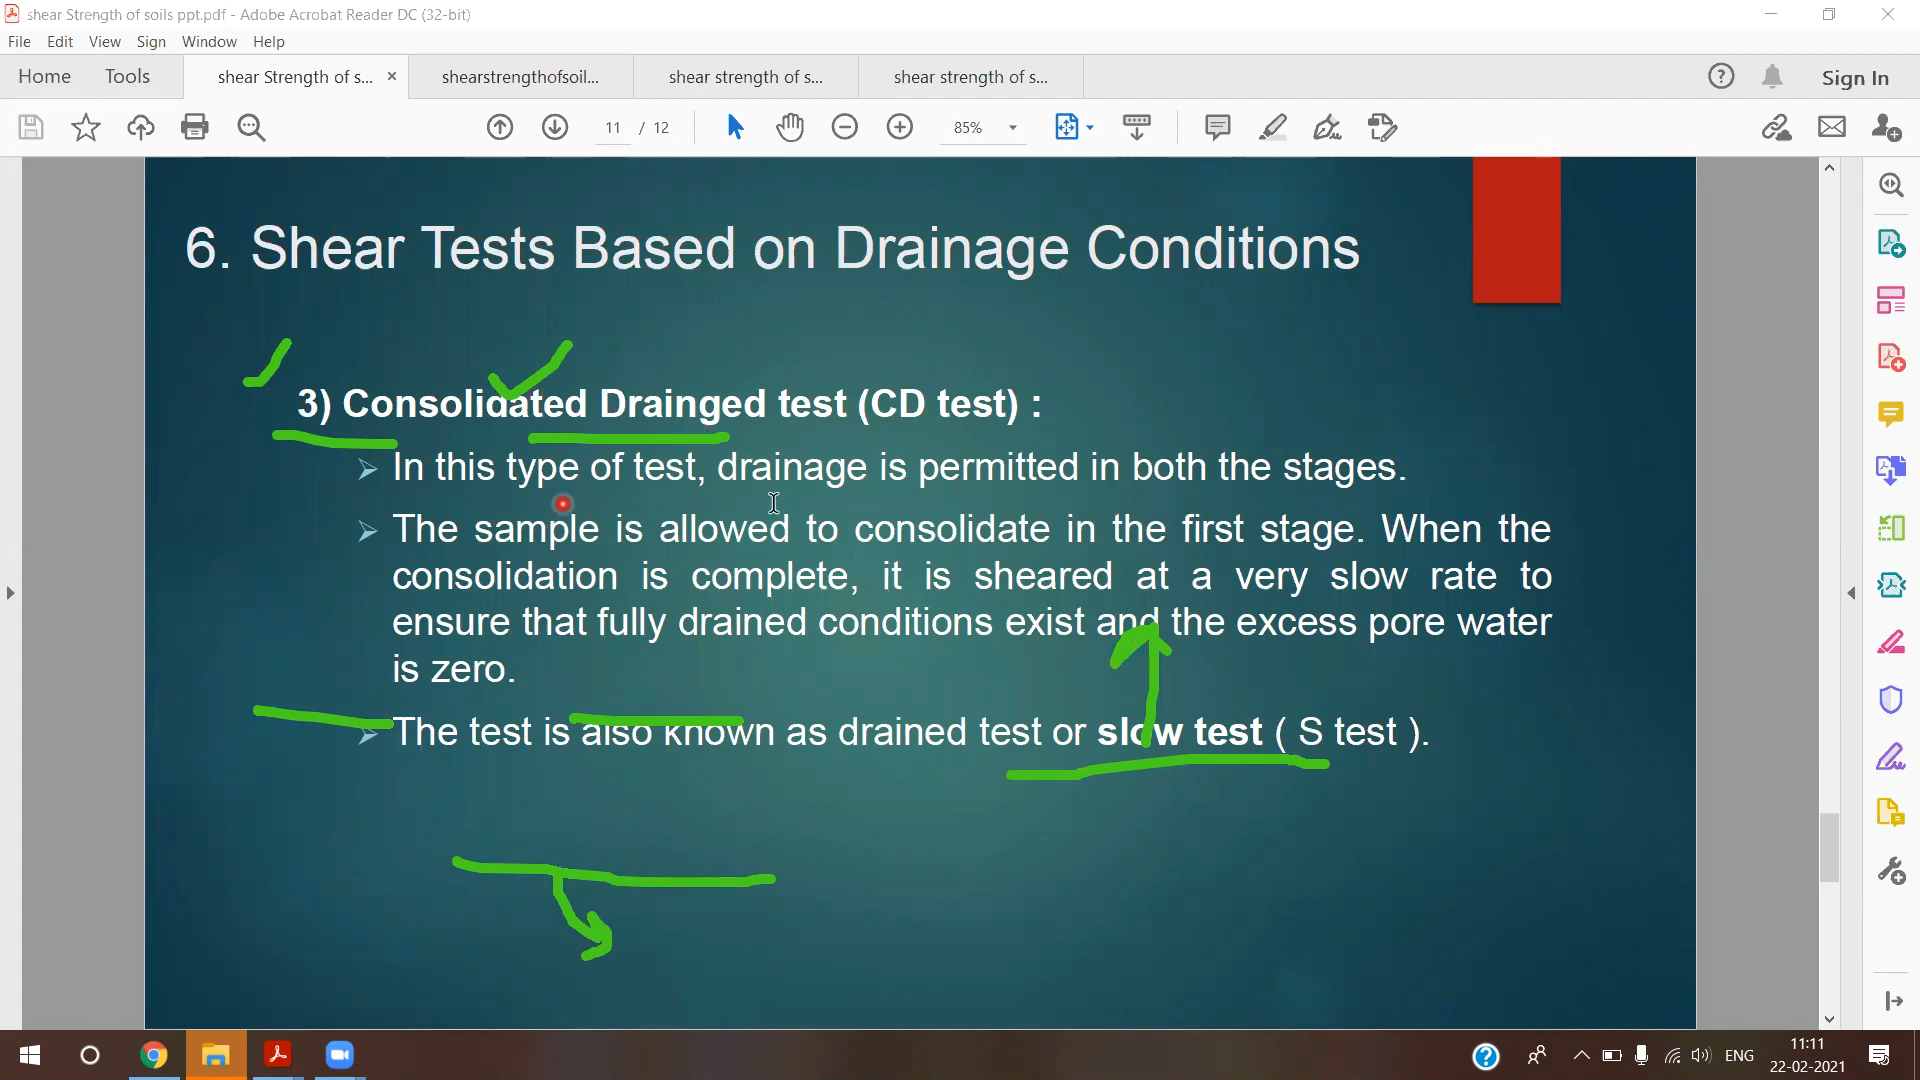 shear Strength of soils ppt.pdf - Adobe Acrobat Reader DC (32-bit)
File Edit View Sign Window Help
Home Tools shear Strength of s... × shearstrengthofsoil... shear strength of s... shear strength of s... Sign In
11 / 12 85%
6. Shear Tests Based on Drainage Conditions
3) Consolidated Drainged test (CD test) :
In this type of test, drainage is permitted in both the stages.
The sample is allowed to consolidate in the first stage. When the
consolidation is complete, it is sheared at a very slow rate to
ensure that fully drained conditions exist and the excess pore water
is zero.
The test is also known as drained test or slow test ( S test ).
ENG
11:11
22-02-2021